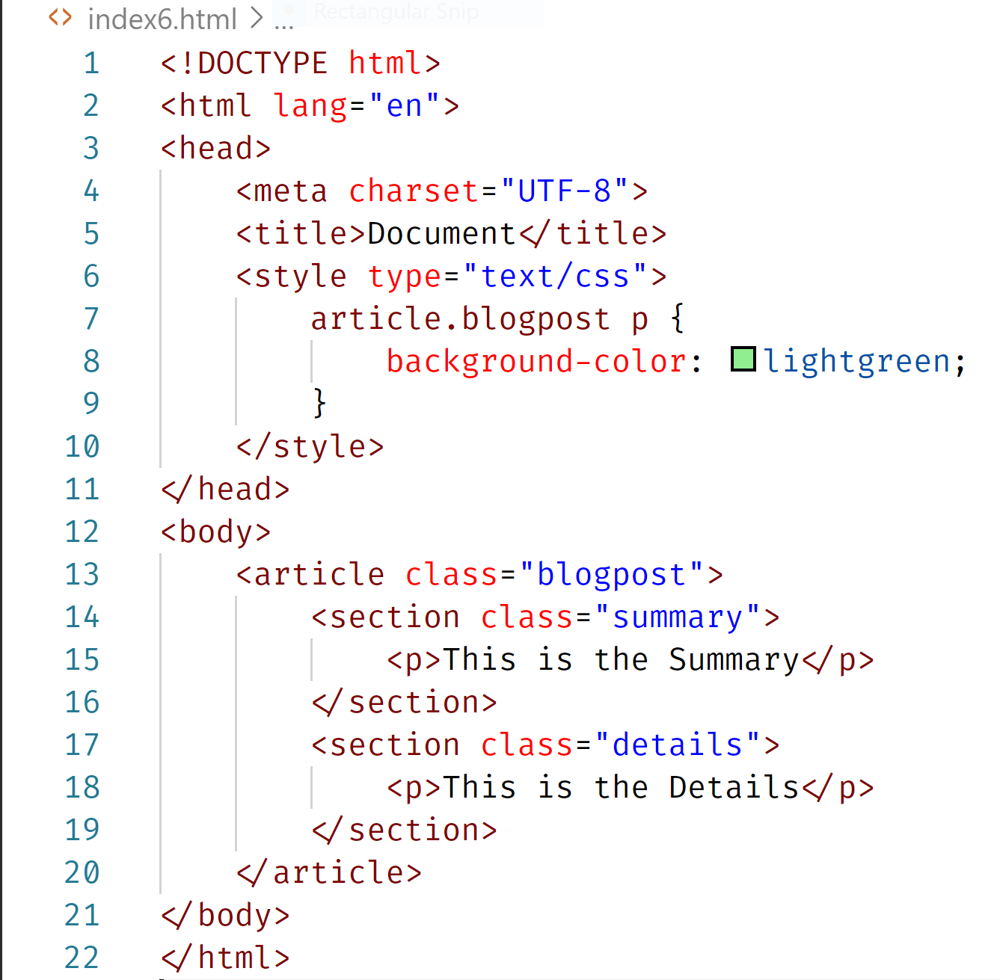 index6.html > ...
Rectangular Snip
1 <!DOCTYPE html>
2 <html lang="en">
3 <head>
4     <meta charset="UTF-8">
5     <title>Document</title>
6     <style type="text/css">
7         article.blogpost p {
8             background-color: lightgreen;
9         }
10     </style>
11 </head>
12 <body>
13     <article class="blogpost">
14         <section class="summary">
15             <p>This is the Summary</p>
16         </section>
17         <section class="details">
18             <p>This is the Details</p>
19         </section>
20     </article>
21 </body>
22 </html>